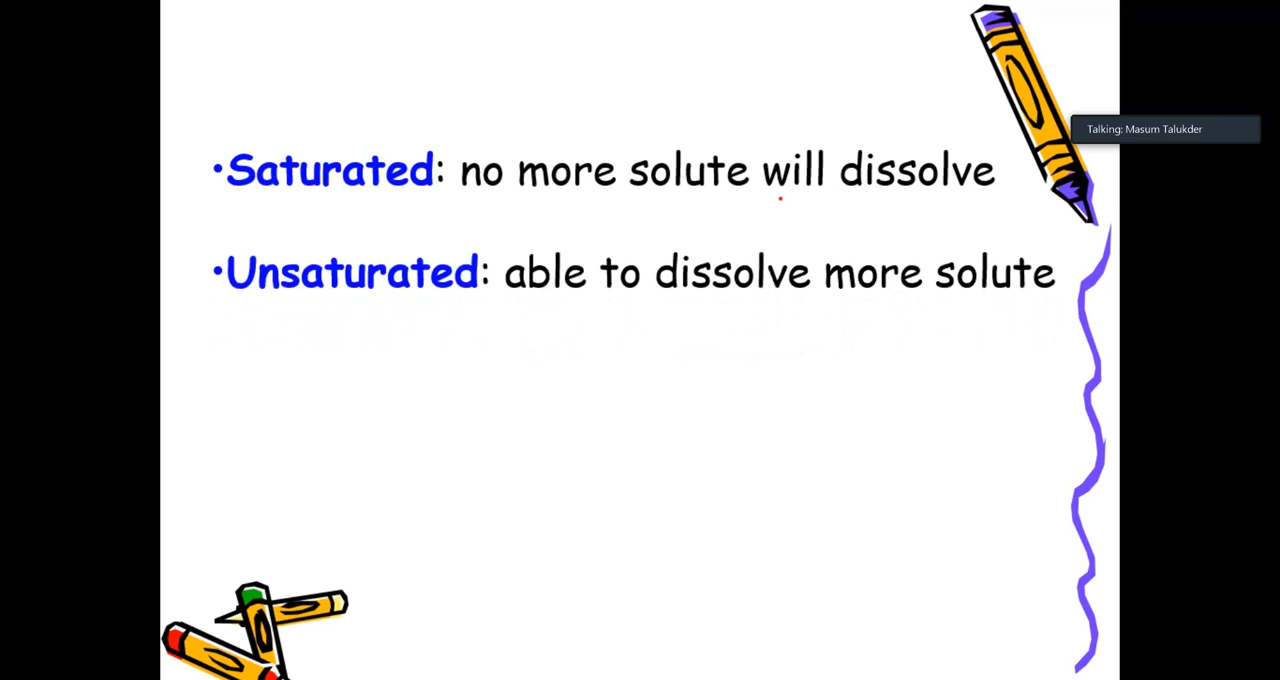 •Saturated: no more solute will dissolve
Talking: Masum Talukder
•Unsaturated: able to dissolve more solute